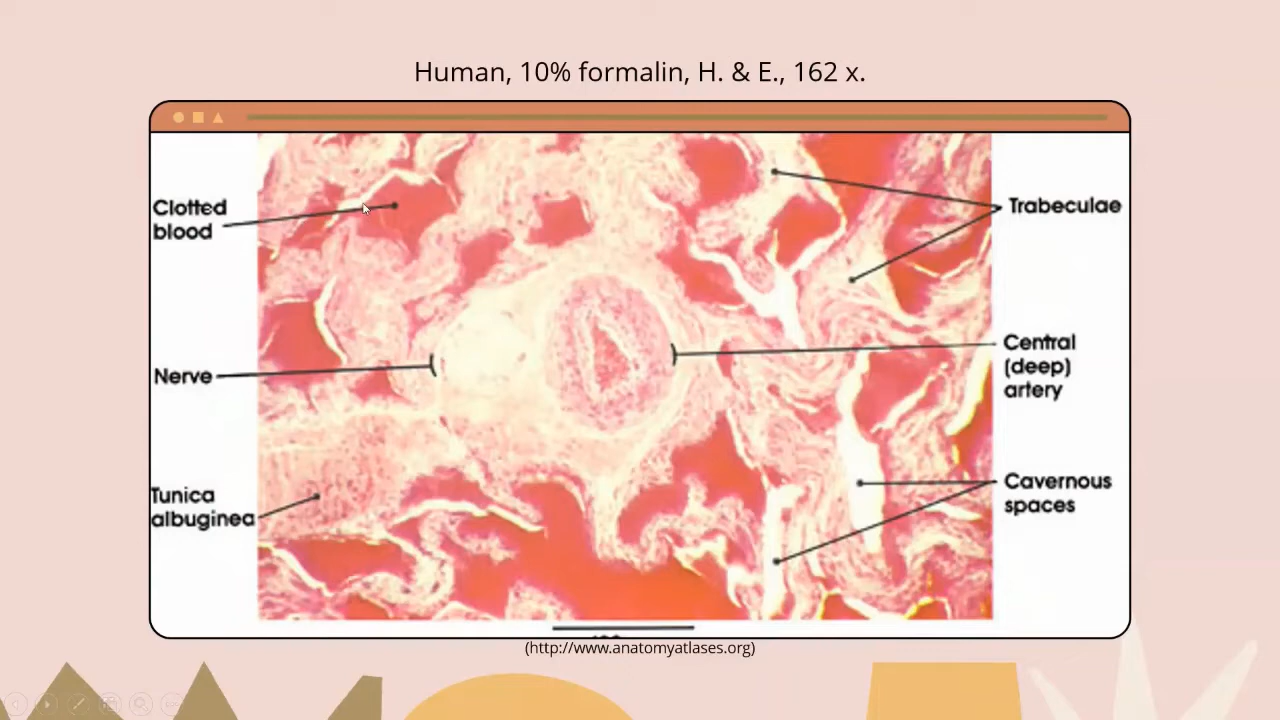 Human, 10% formalin, H. & E., 162 x.
Clotted
blood
Trabeculae
Central
(deep)
artery
Nerve
Cavernous
spaces
Tunica
albuginea
(http://www.anatomyatlases.org)